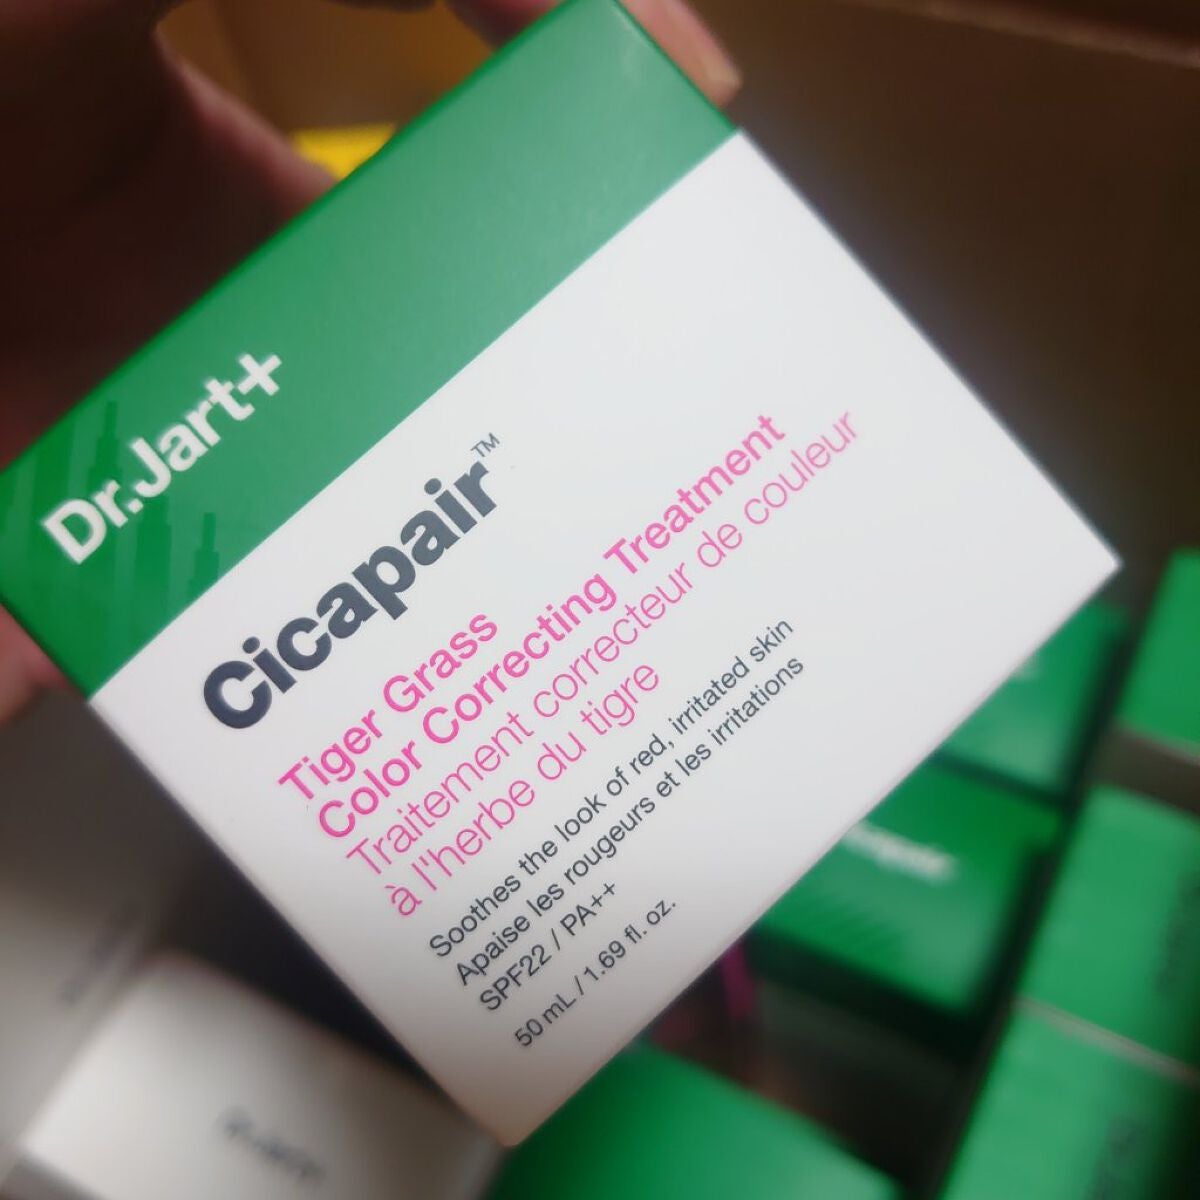 Dr.Jart+
Cicapair™
Tiger Grass
Color Correcting Treatment
Traitement correcteur de couleur
à l'herbe du tigre
Soothes the look of red, irritated skin
Apaise les rougeurs et les irritations
SPF22 / PA++
50 mL / 1.69 fl. oz.